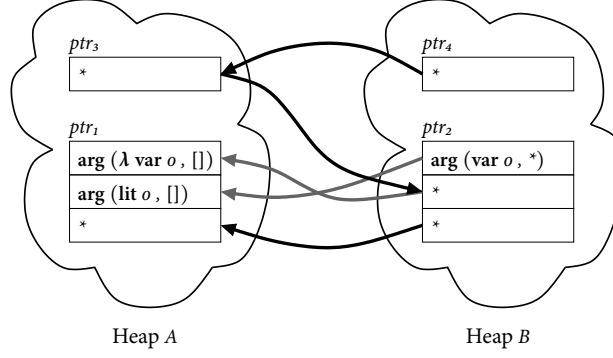 ptr₃ ptr₄
* *
ptr₁ ptr₂
arg (λ var o , []) arg (var o , *)
arg (lit o , []) *
* *
Heap A Heap B